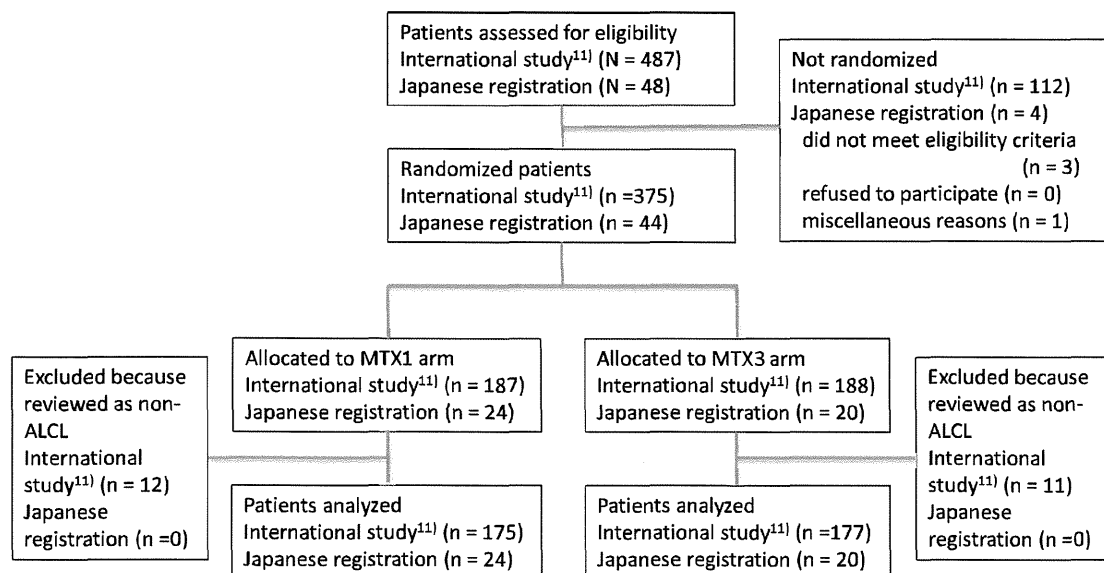 Patients assessed for eligibility
International study11) (N = 487)
Japanese registration (N = 48)
Not randomized
International study11) (n = 112)
Japanese registration (n = 4)
did not meet eligibility criteria
(n = 3)
refused to participate (n = 0)
miscellaneous reasons (n = 1)
Randomized patients
International study11) (n =375)
Japanese registration (n = 44)
Allocated to MTX1 arm
International study11) (n = 187)
Japanese registration (n = 24)
Allocated to MTX3 arm
International study11) (n = 188)
Japanese registration (n = 20)
Excluded because
reviewed as non-
ALCL
International
study11) (n = 12)
Japanese
registration (n =0)
Excluded because
reviewed as non-
ALCL
International
study11) (n = 11)
Japanese
registration (n =0)
Patients analyzed
International study11) (n = 175)
Japanese registration (n = 24)
Patients analyzed
International study11) (n =177)
Japanese registration (n = 20)